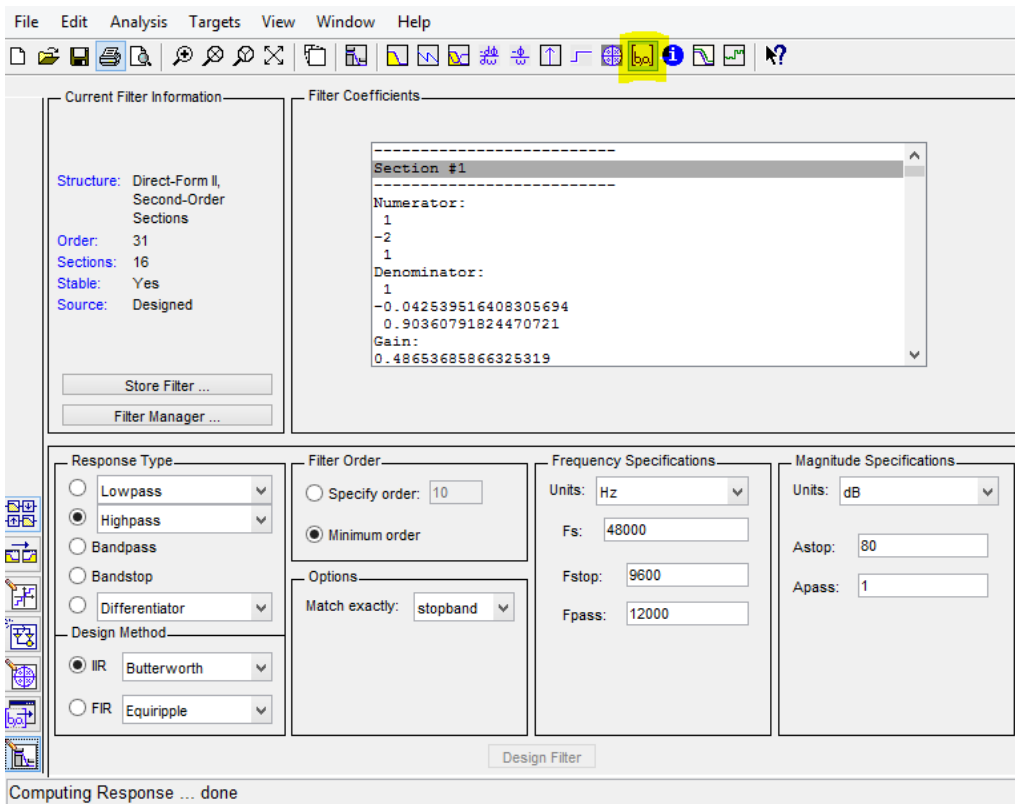 File Edit Analysis Targets View Window Help
Current Filter Information
Structure: Direct-Form II,
Second-Order
Sections
Order: 31
Sections: 16
Stable: Yes
Source: Designed
Store Filter ...
Filter Manager ...
Filter Coefficients
---------------------------
Section #1
---------------------------
Numerator:
1
-2
1
Denominator:
1
-0.042539516408305694
0.90360791824470721
Gain:
0.48653685866325319
Response Type
Lowpass
Highpass
Bandpass
Bandstop
Differentiator
Design Method
IIR Butterworth
FIR Equiripple
Filter Order
Specify order: 10
Minimum order
Options
Match exactly: stopband
Frequency Specifications
Units: Hz
Fs: 48000
Fstop: 9600
Fpass: 12000
Magnitude Specifications
Units: dB
Astop: 80
Apass: 1
Design Filter
Computing Response ... done